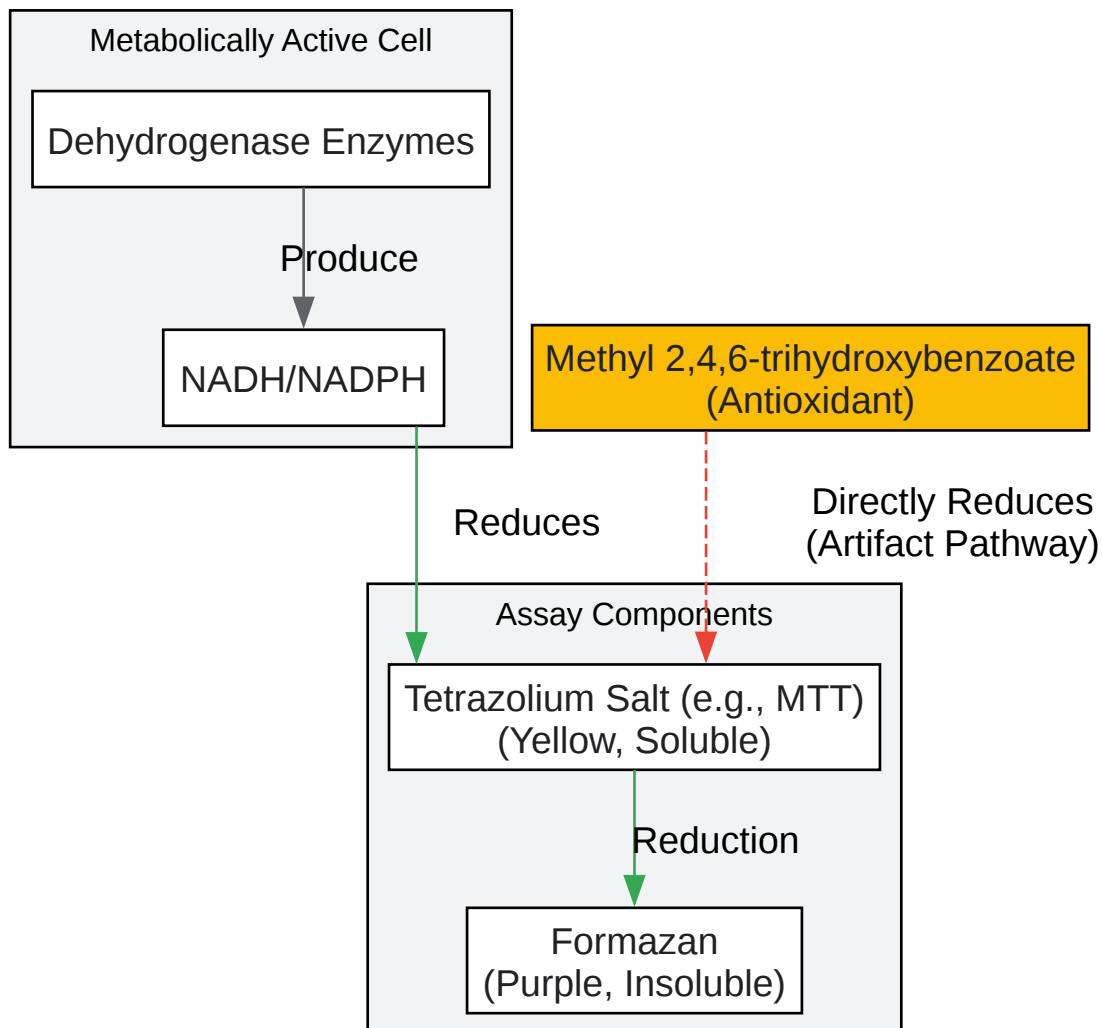 Metabolically Active Cell
Dehydrogenase Enzymes
Produce
NADH/NADPH
Methyl 2,4,6-trihydroxybenzoate
(Antioxidant)
Reduces
Directly Reduces
(Artifact Pathway)
Assay Components
Tetrazolium Salt (e.g., MTT)
(Yellow, Soluble)
Reduction
Formazan
(Purple, Insoluble)